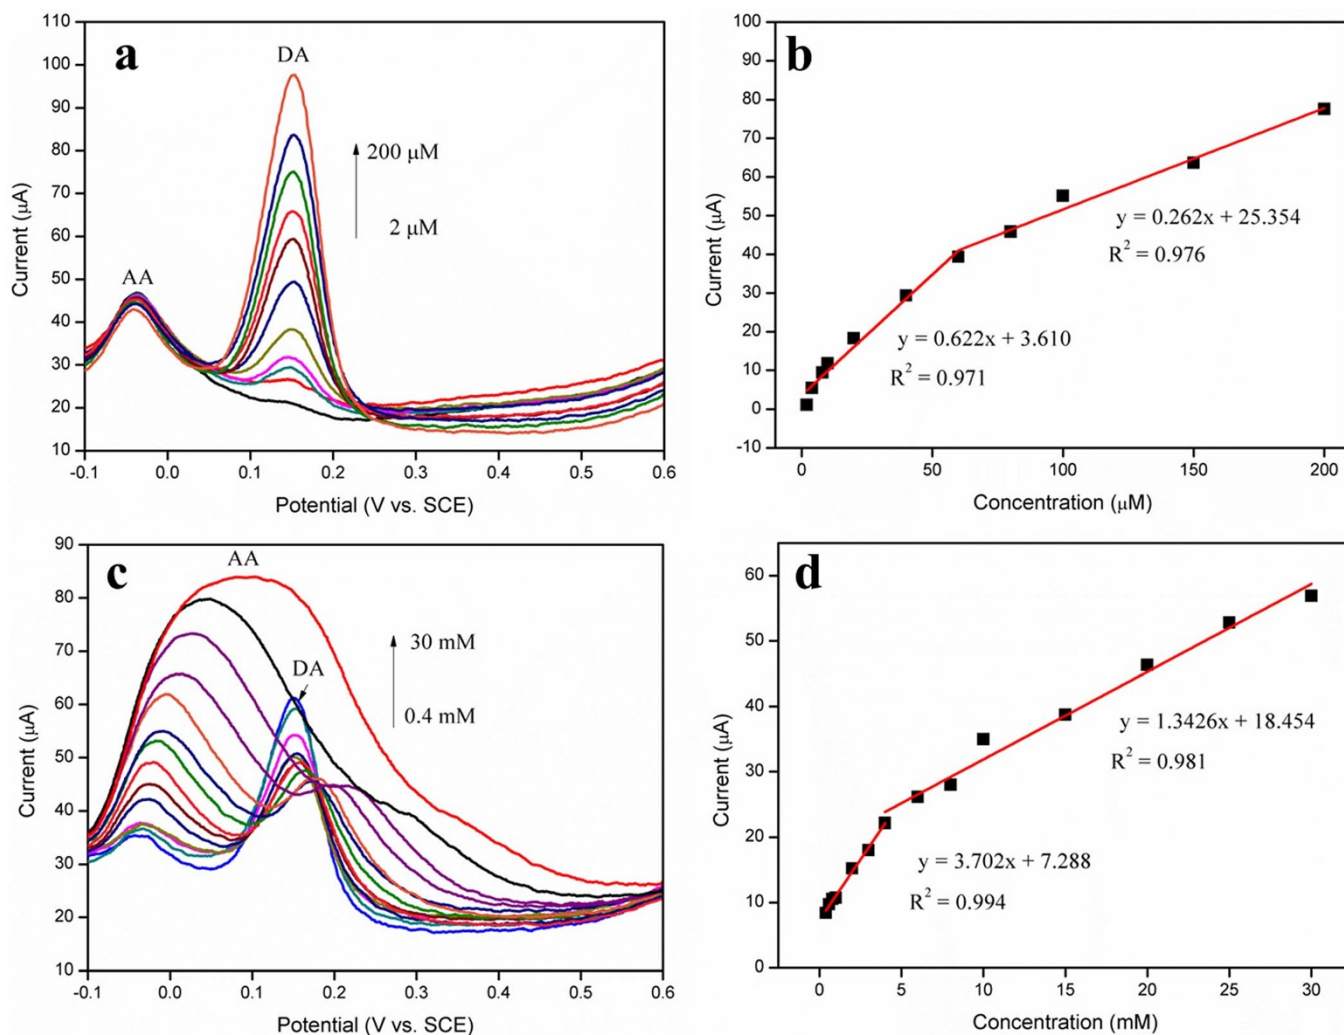 a
DA
AA
200 μM
2 μM
110
100
90
80
70
60
50
40
30
20
10
-0.1 0.0 0.1 0.2 0.3 0.4 0.5 0.6
Current (μA)
Potential (V vs. SCE)
b
100
80
60
40
20
0
-10
0 50 100 150 200
Current (μA)
Concentration (μM)
y = 0.262x + 25.354
R² = 0.976
y = 0.622x + 3.610
R² = 0.971
c
AA
DA
30 mM
0.4 mM
90
80
70
60
50
40
30
20
10
-0.1 0.0 0.1 0.2 0.3 0.4 0.5 0.6
Current (μA)
Potential (V vs. SCE)
d
60
50
40
30
20
10
0
0 5 10 15 20 25 30
Current (μA)
Concentration (mM)
y = 1.3426x + 18.454
R² = 0.981
y = 3.702x + 7.288
R² = 0.994